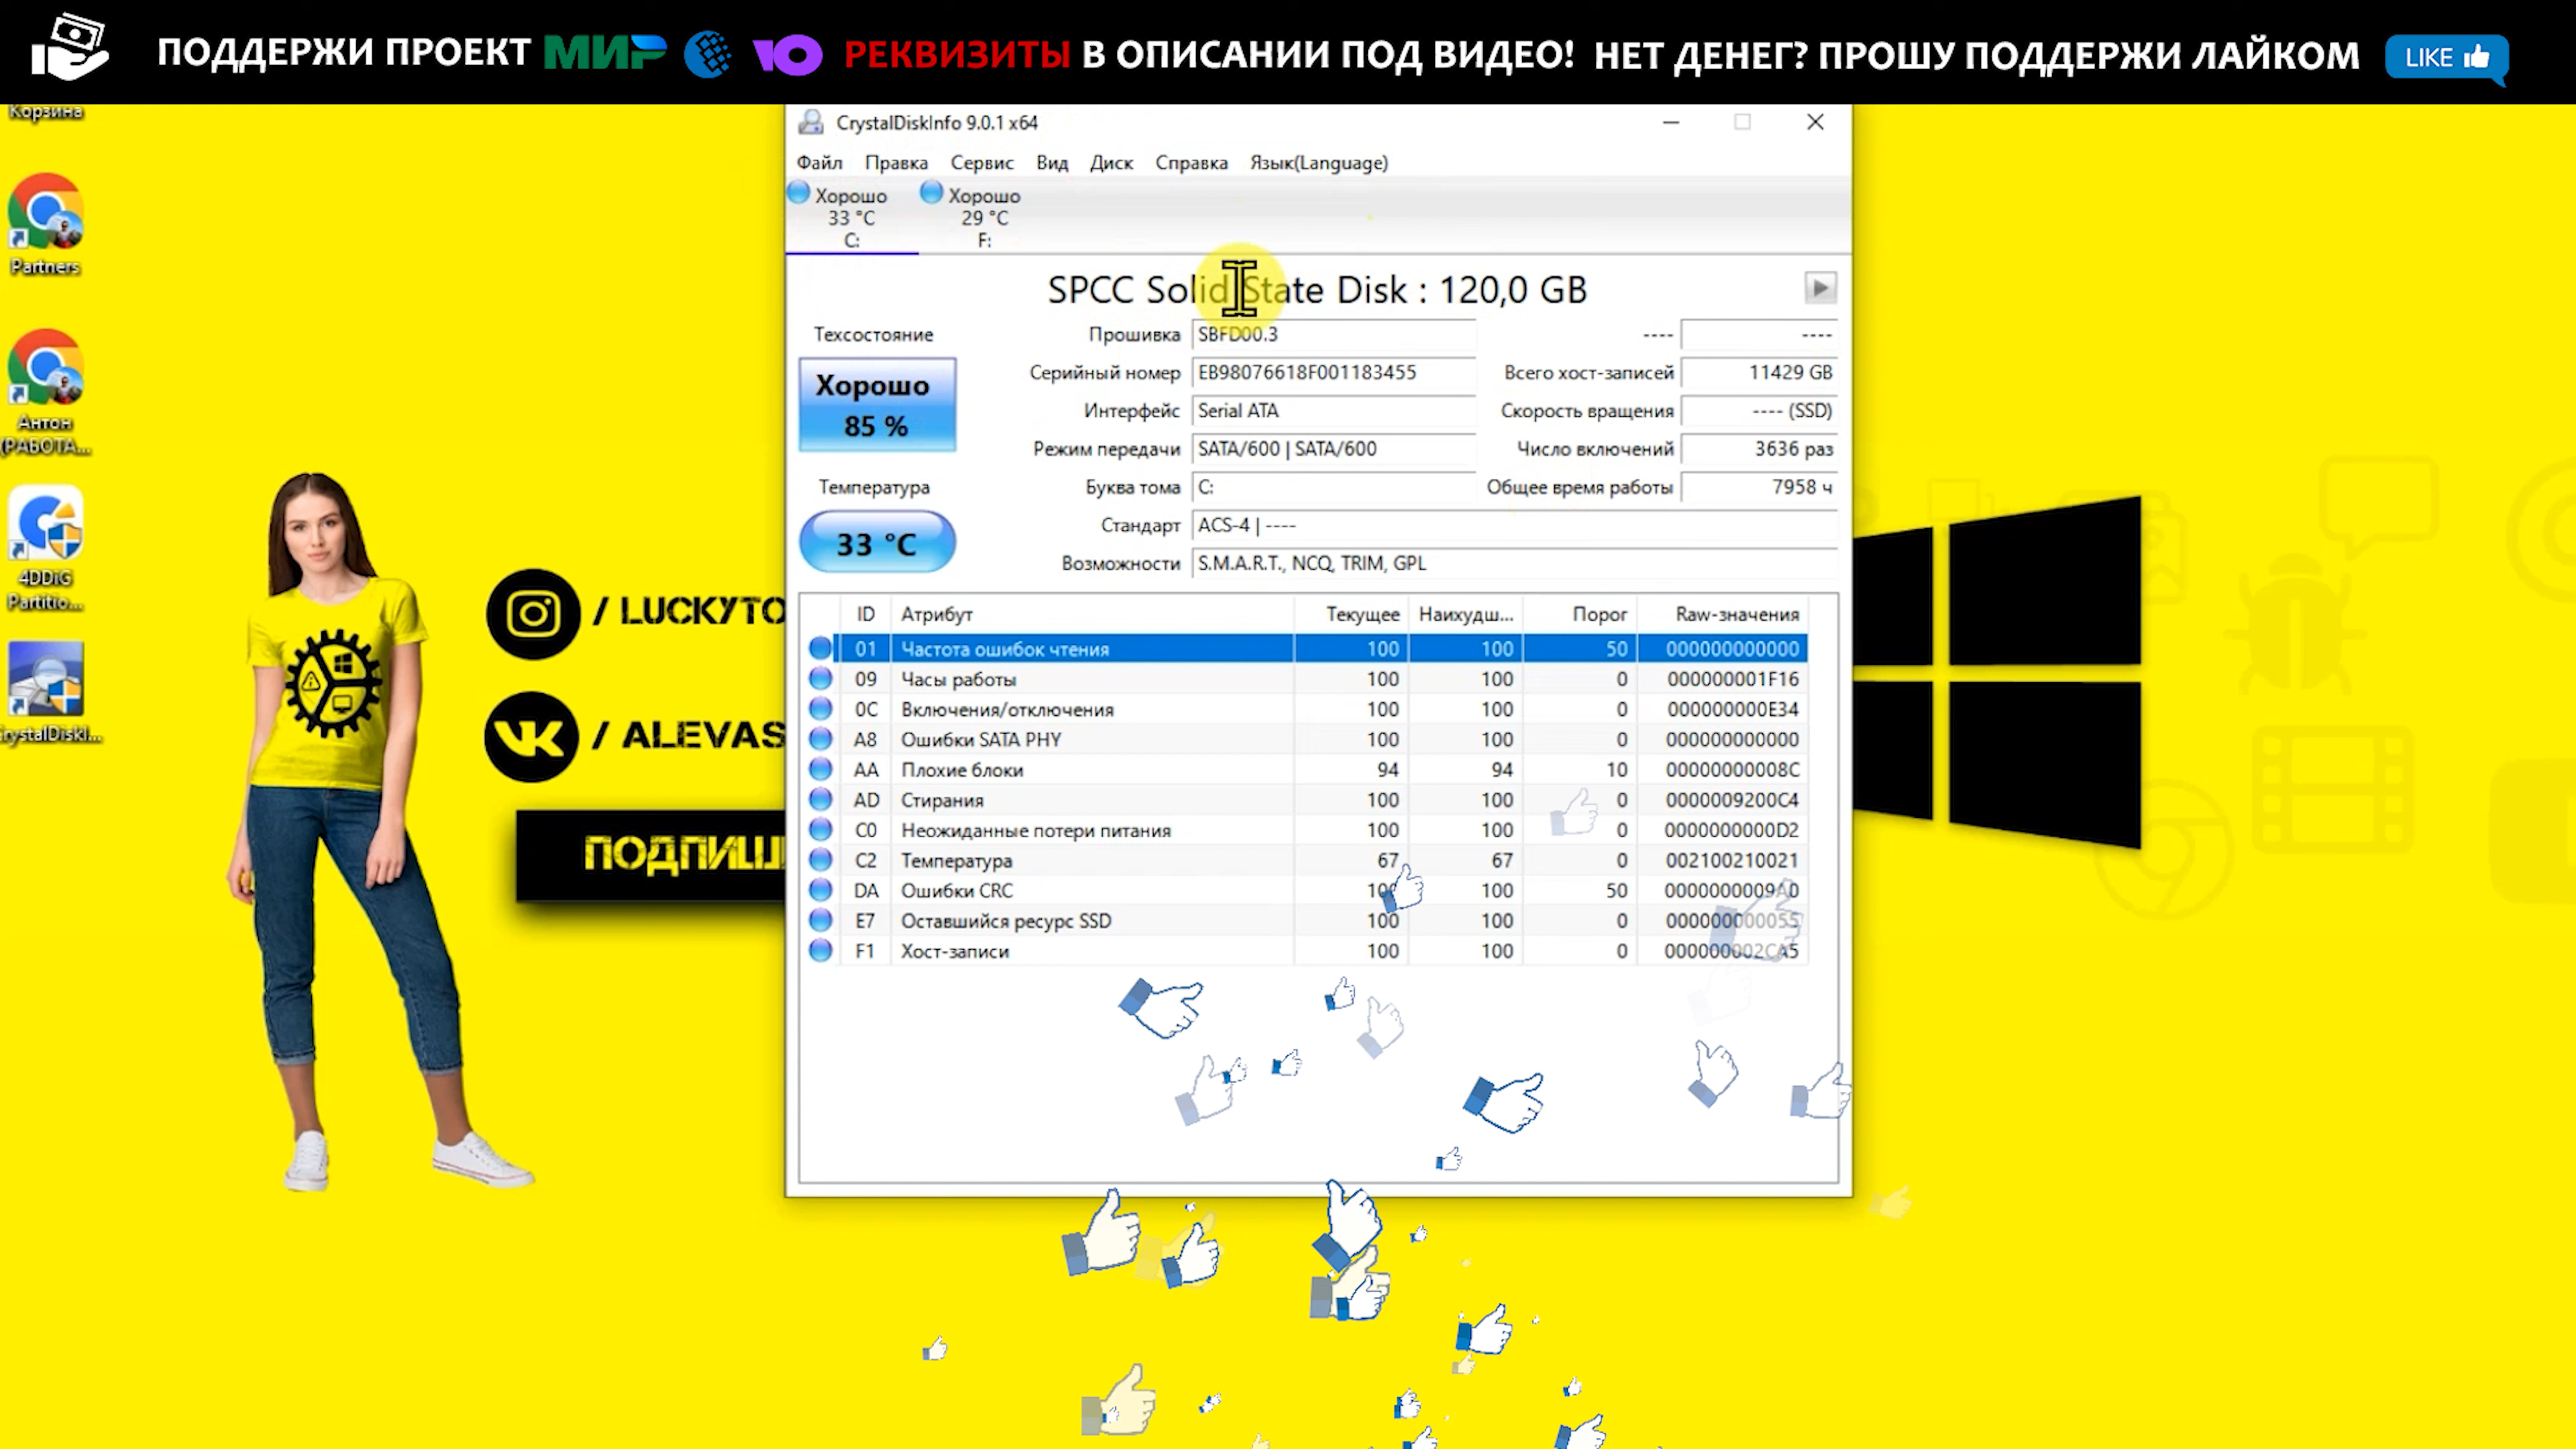 ПОДДЕРЖИ ПРОЕКТ МИР Ю РЕКВИЗИТЫ В ОПИСАНИИ ПОД ВИДЕО! НЕТ ДЕНЕГ? ПРОШУ ПОДДЕРЖИ ЛАЙКОМ LIKE
Корзина
Partners
Антон
(РАБОТА...
4DDiG
Partitio...
CrystalDiskI...
/ LUCKYTO
/ ALEVAS
ПОДПИШ
CrystalDiskInfo 9.0.1 x64
Файл Правка Сервис Вид Диск Справка Язык(Language)
Хорошо Хорошо
33 °C 29 °C
C: F:
SPCC Solid State Disk : 120,0 GB
Техсостояние
Хорошо
85 %
Температура
33 °C
Прошивка SBFD00.3 ---- ----
Серийный номер EB98076618F001183455 Всего хост-записей 11429 GB
Интерфейс Serial ATA Скорость вращения ---- (SSD)
Режим передачи SATA/600 | SATA/600 Число включений 3636 раз
Буква тома C: Общее время работы 7958 ч
Стандарт ACS-4 | ----
Возможности S.M.A.R.T., NCQ, TRIM, GPL
ID Атрибут Текущее Наихудш... Порог Raw-значения
01 Частота ошибок чтения 100 100 50 000000000000
09 Часы работы 100 100 0 000000001F16
0C Включения/отключения 100 100 0 000000000E34
A8 Ошибки SATA PHY 100 100 0 000000000000
AA Плохие блоки 94 94 10 00000000008C
AD Стирания 100 100 0 0000009200C4
C0 Неожиданные потери питания 100 100 0 0000000000D2
C2 Температура 67 67 0 002100210021
DA Ошибки CRC 100 100 50 0000000009A0
E7 Оставшийся ресурс SSD 100 100 0 000000000055
F1 Хост-записи 100 100 0 000000002CA5